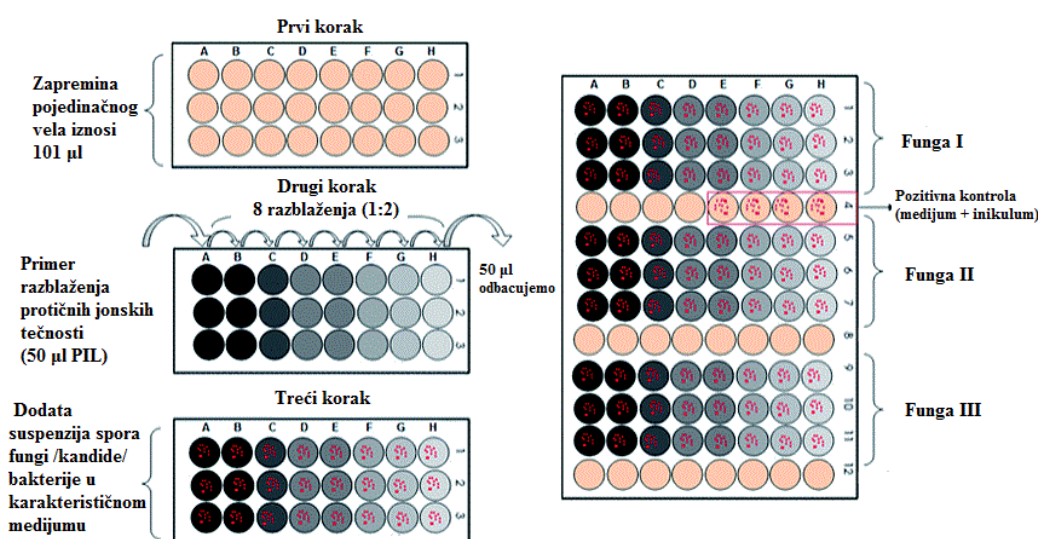 Prvi korak
A B C D E F G H
Zapremina
pojedinačnog
vela iznosi
101 μl
1
2
3
Drugi korak
8 razblaženja (1:2)
Primer
razblaženja
protičnih jonskih
tečnosti
(50 μl PIL)
A B C D E F G H
1
2
3
50 μl
odbacujemo
Treći korak
Dodata
suspenzija spora
fungi /kandide/
bakterije u
karakterističnom
medijumu
A B C D E F G H
1
2
3
A B C D E F G H
1
2
3
4
5
6
7
8
9
10
11
12
Funga I
Pozitivna kontrola
(medijum + inikulum)
Funga II
Funga III